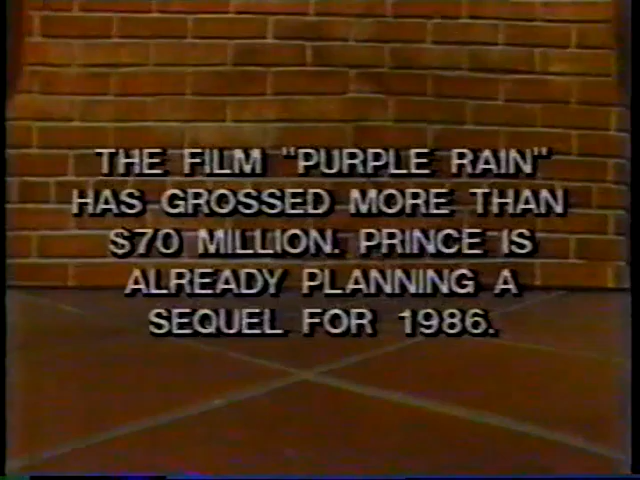 THE FILM "PURPLE RAIN"
HAS GROSSED MORE THAN
$70 MILLION. PRINCE IS
ALREADY PLANNING A
SEQUEL FOR 1986.